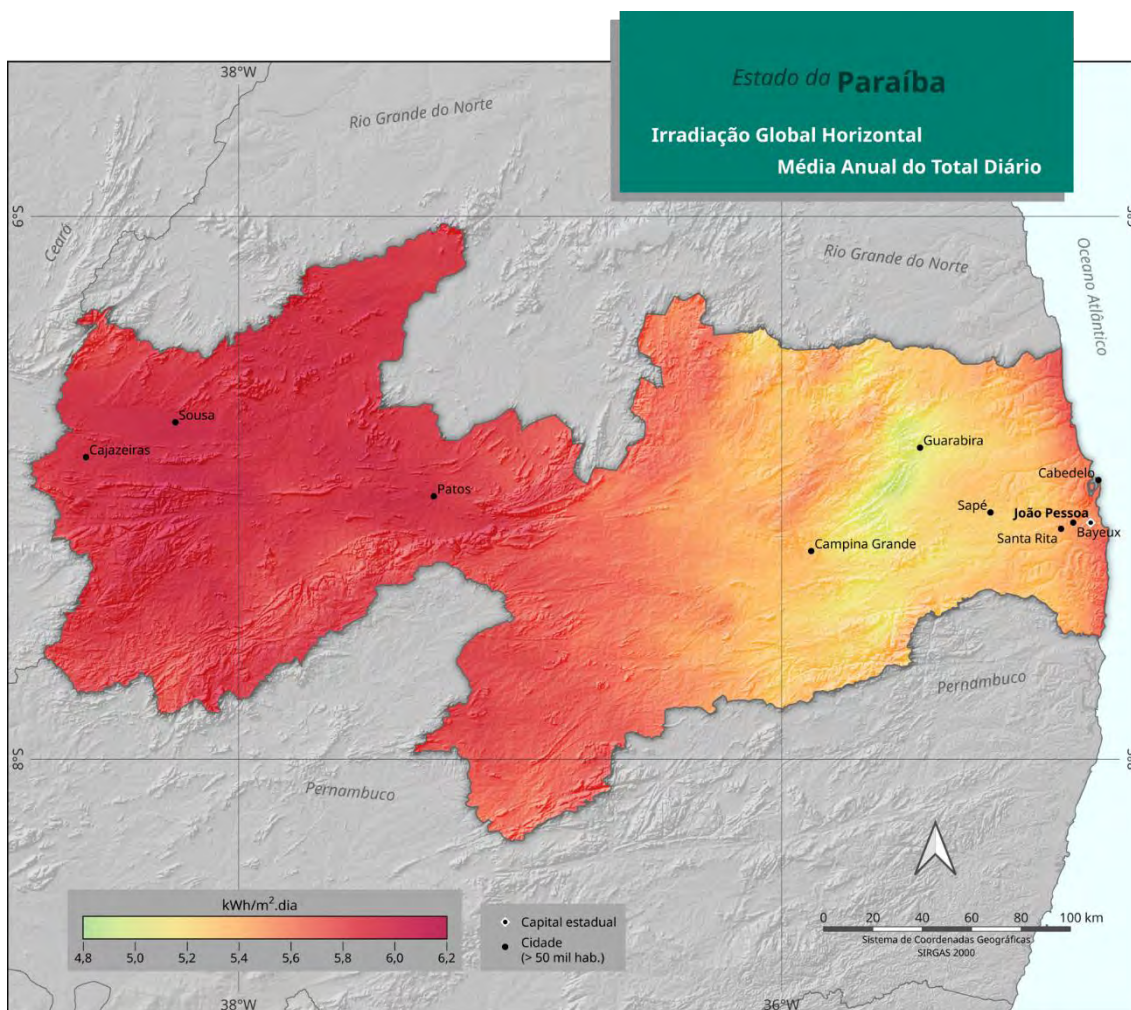 Estado da Paraíba
Irradiação Global Horizontal
Média Anual do Total Diário
38°W
Rio Grande do Norte
6°S
6°S
Ceará
Rio Grande do Norte
Oceano Atlântico
Sousa
Cajazeiras
Patos
Guarabira
Cabedelo
Sapé
João Pessoa
Bayeux
Santa Rita
Campina Grande
Pernambuco
8°S
8°S
Pernambuco
kWh/m².dia
4,8 5,0 5,2 5,4 5,6 5,8 6,0 6,2
Capital estadual
Cidade
(> 50 mil hab.)
0 20 40 60 80 100 km
Sistema de Coordenadas Geográficas
SIRGAS 2000
38°W
36°W